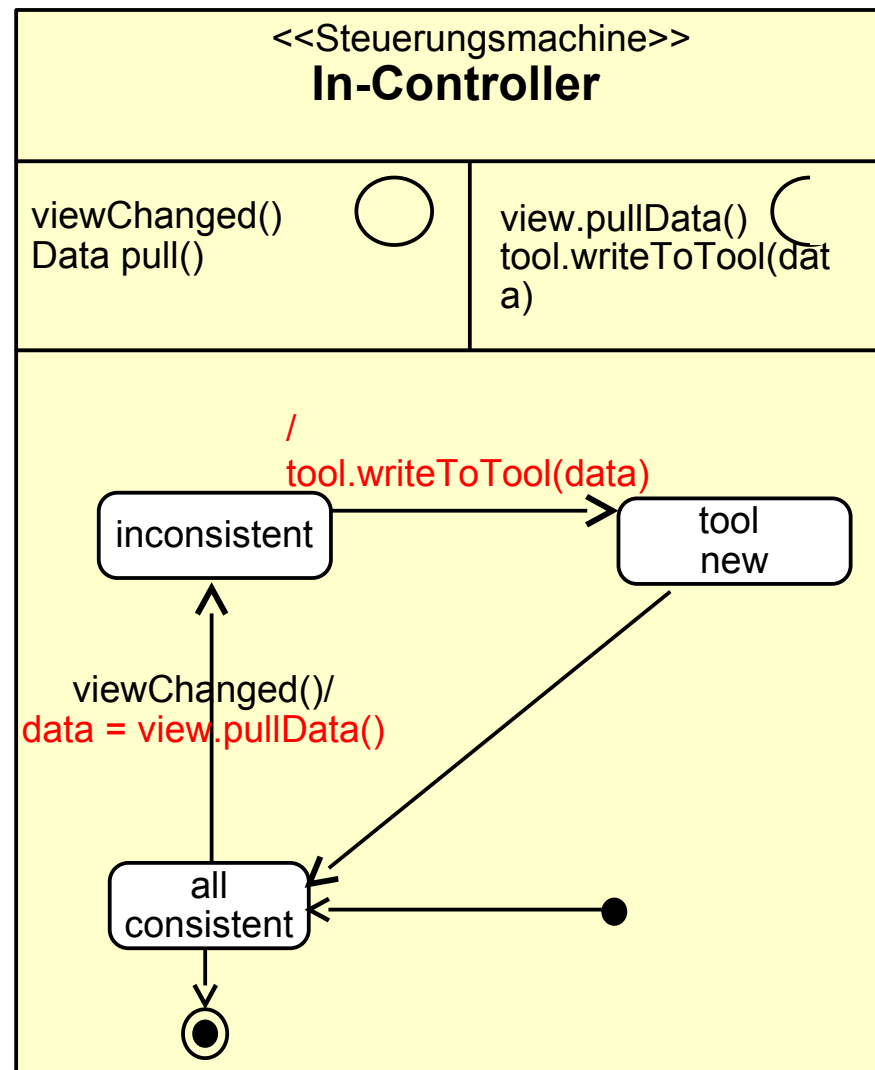 <<Steuerungsmachine>>
In-Controller
viewChanged()
Data pull()
view.pullData()
tool.writeToTool(dat
a)
/
tool.writeToTool(data)
inconsistent
tool
new
viewChanged()/
data = view.pullData()
all
consistent